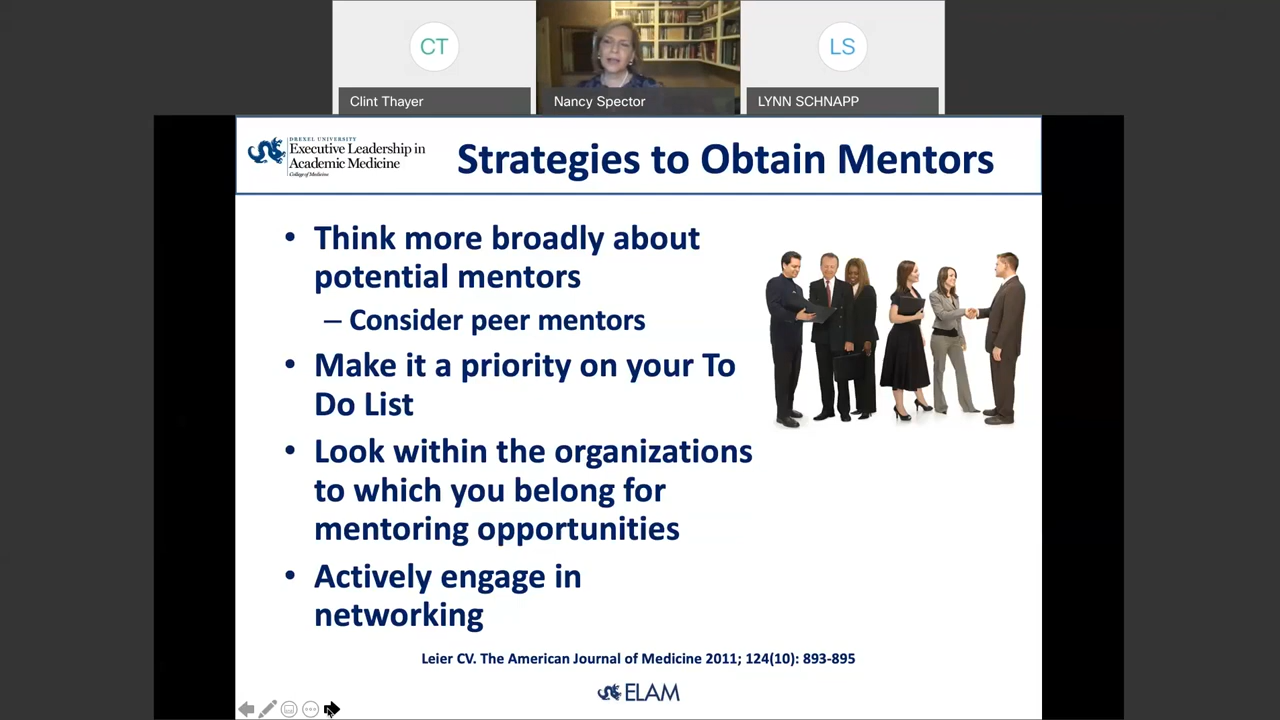 CT
LS
Clint Thayer
Nancy Spector
LYNN SCHNAPP
DREXEL UNIVERSITY
Executive Leadership in
Academic Medicine
College of Medicine
Strategies to Obtain Mentors
• Think more broadly about
potential mentors
– Consider peer mentors
• Make it a priority on your To
Do List
• Look within the organizations
to which you belong for
mentoring opportunities
• Actively engage in
networking
Leier CV. The American Journal of Medicine 2011; 124(10): 893-895
ELAM